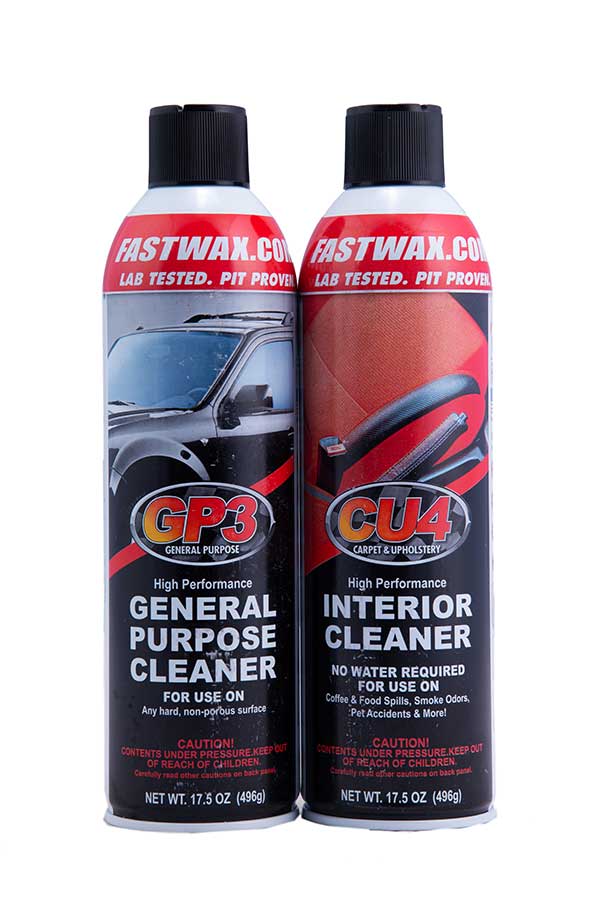 FASTWAX.COM
LAB TESTED. PIT PROVEN.
GP3
GENERAL PURPOSE
High Performance
GENERAL
PURPOSE
CLEANER
FOR USE ON
Any hard, non-porous surface
CAUTION!
CONTENTS UNDER PRESSURE.KEEP OUT
OF REACH OF CHILDREN.
Carefully read other cautions on back panel.
NET WT. 17.5 OZ (496g)
FASTWAX.COM
LAB TESTED. PIT PROVEN.
CU4
CARPET & UPHOLSTERY
High Performance
INTERIOR
CLEANER
NO WATER REQUIRED
FOR USE ON
Coffee & Food Spills, Smoke Odors,
Pet Accidents & More!
CAUTION!
CONTENTS UNDER PRESSURE.KEEP OUT
OF REACH OF CHILDREN.
Carefully read other cautions on back panel.
NET WT. 17.5 OZ (496g)